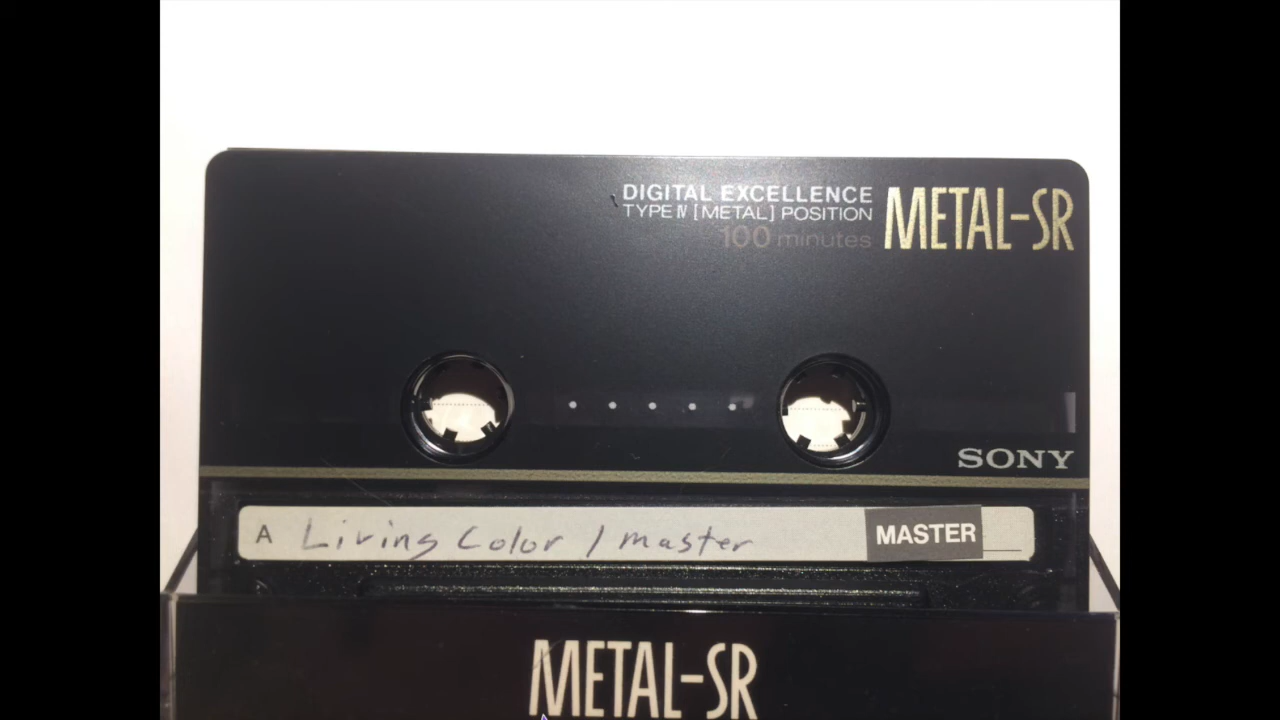 DIGITAL EXCELLENCE
TYPE IV [METAL] POSITION
100 minutes
METAL-SR
SONY
A Living Color / master
MASTER
METAL-SR